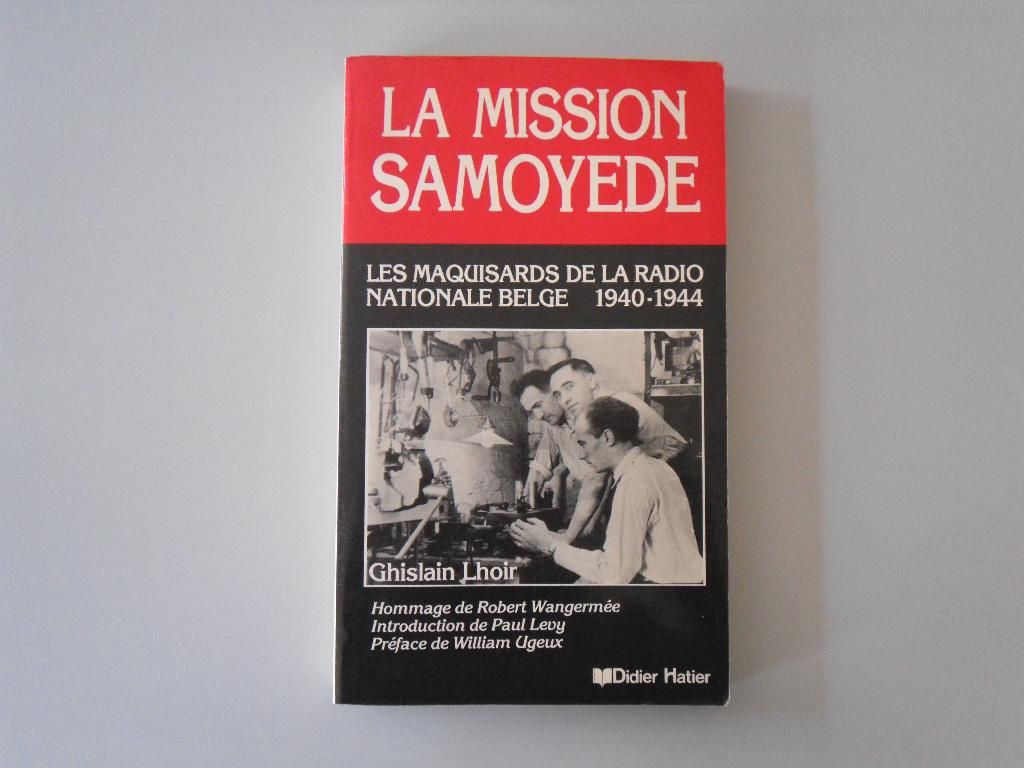 LA MISSION
SAMOYEDE
LES MAQUISARDS DE LA RADIO
NATIONALE BELGE 1940-1944
Ghislain Lhoir
Hommage de Robert Wangermée
Introduction de Paul Levy
Préface de William Ugeux
Didier Hatier